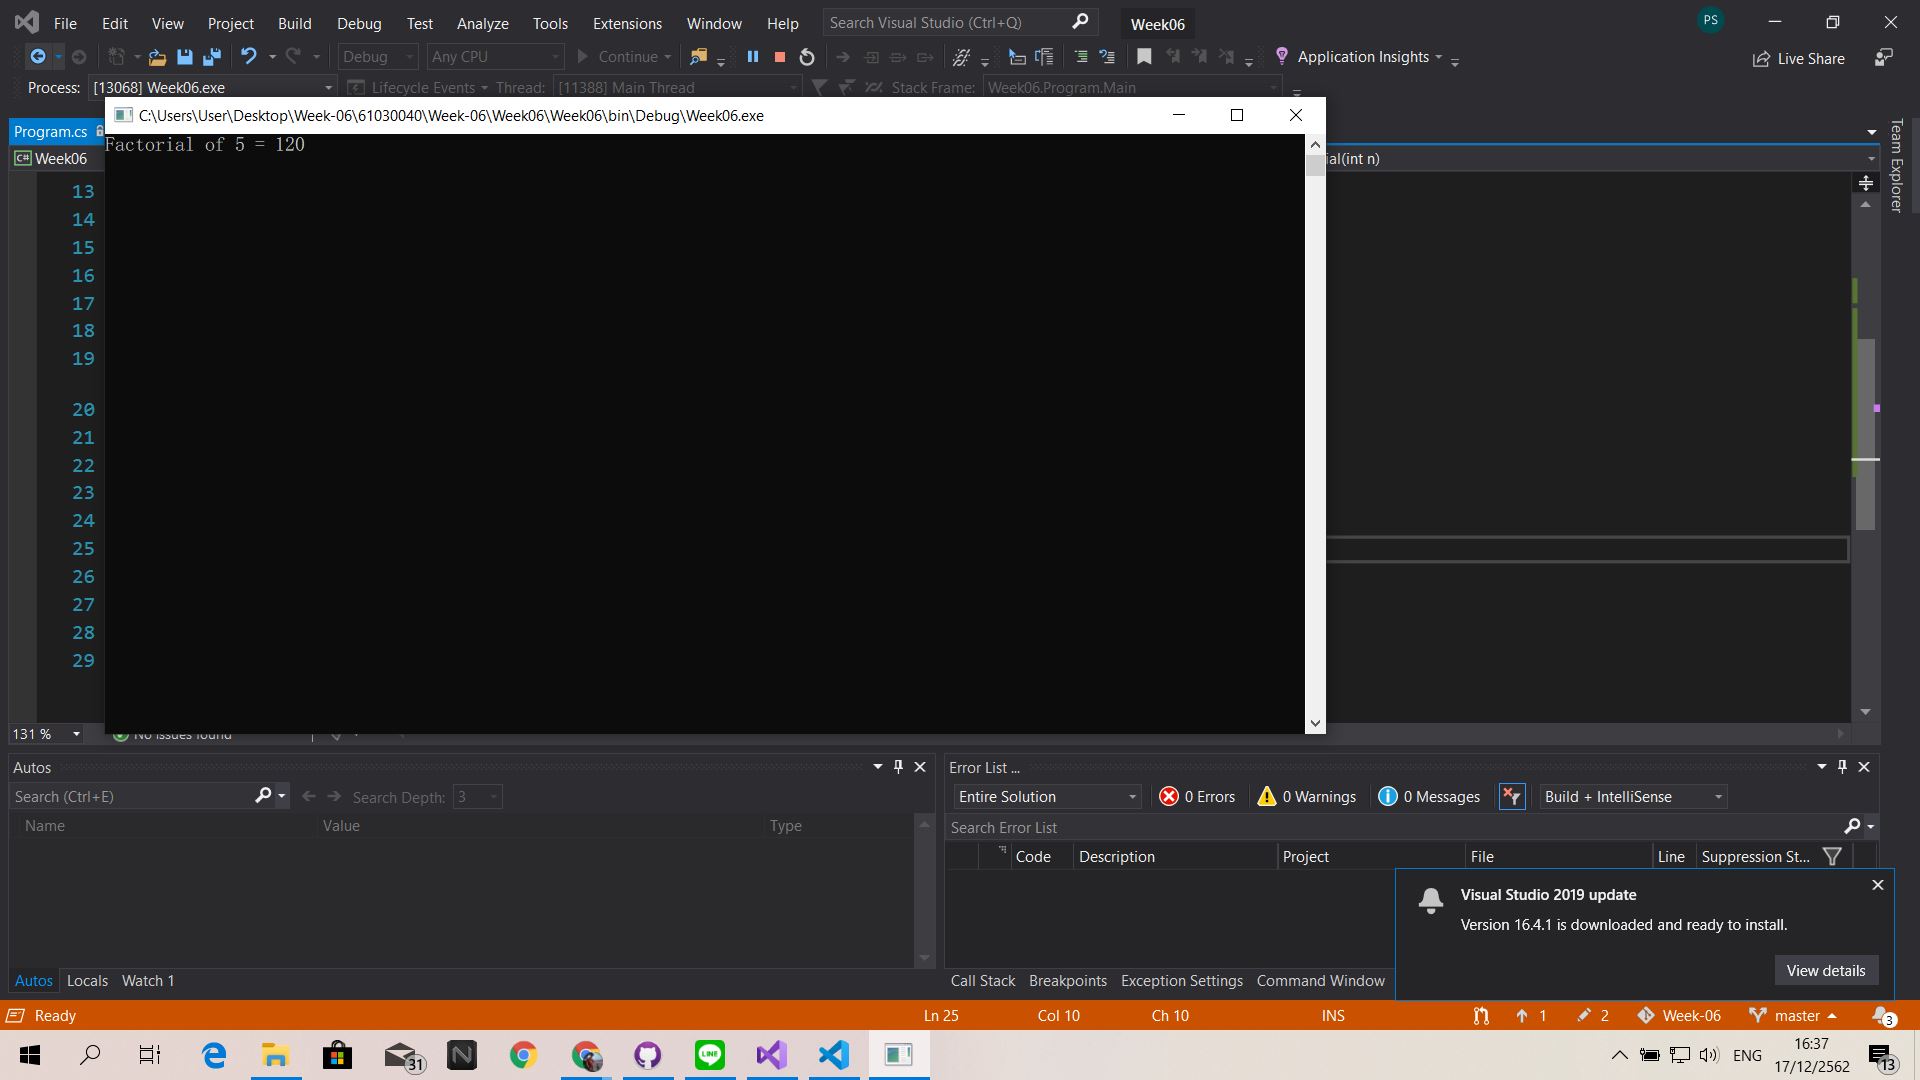 File Edit View Project Build Debug Test Analyze Tools Extensions Window Help Search Visual Studio (Ctrl+Q) Week06 PS
Debug Any CPU Continue Application Insights Live Share
Process: [13068] Week06.exe Lifecycle Events Thread: [11388] Main Thread Stack Frame: Week06.Program.Main
C:\Users\User\Desktop\Week-06\61030040\Week-06\Week06\Week06\bin\Debug\Week06.exe
Program.cs
Factorial of 5 = 120
Week06 ial(int n)
Team Explorer
13
14
15
16
17
18
19
20
21
22
23
24
25
26
27
28
29
131 % No issues found
Autos
Search (Ctrl+E) Search Depth: 3
Name Value Type
Autos Locals Watch 1
Error List ...
Entire Solution 0 Errors 0 Warnings 0 Messages Build + IntelliSense
Search Error List
Code Description Project File Line Suppression St...
Visual Studio 2019 update
Version 16.4.1 is downloaded and ready to install.
View details
Call Stack Breakpoints Exception Settings Command Window
Ready Ln 25 Col 10 Ch 10 INS 1 2 Week-06 master 3
31 N LINE ENG 16:37
17/12/2562 13